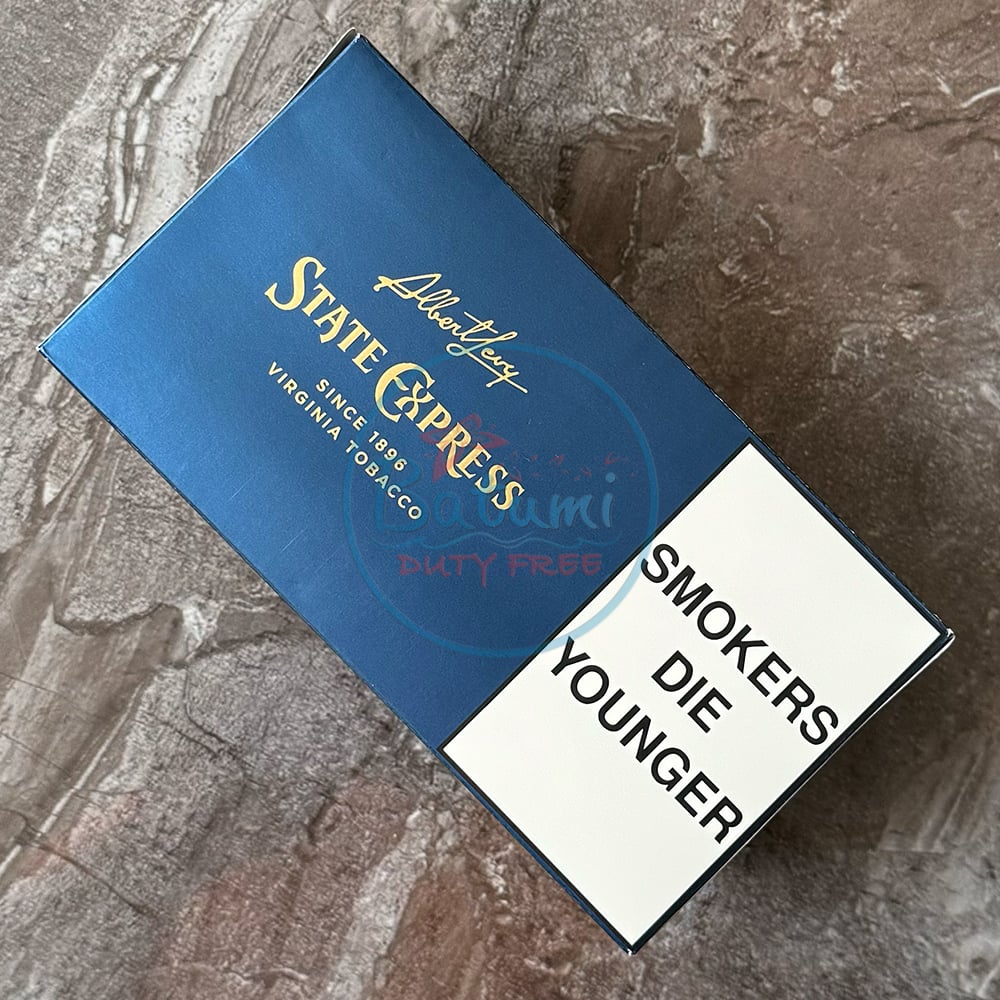 Albert Levy
STATE EXPRESS
SINCE 1896
VIRGINIA TOBACCO
Batumi
DUTY FREE
SMOKERS
DIE
YOUNGER